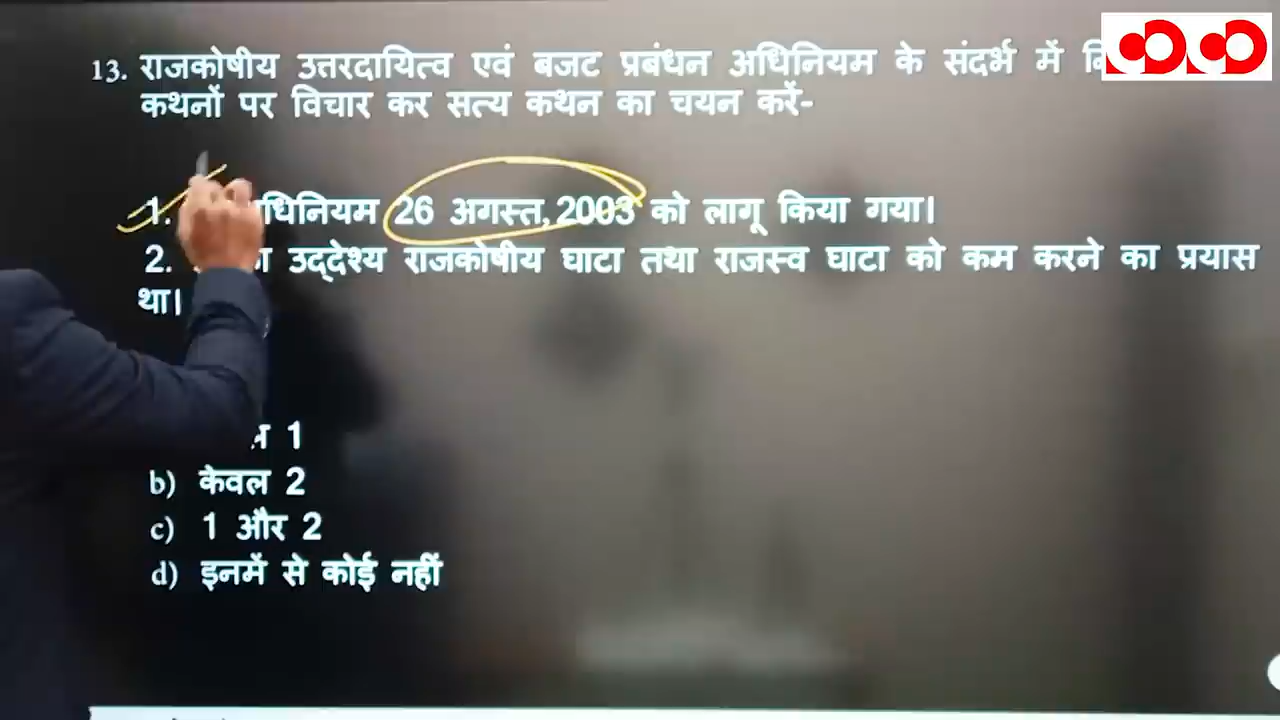 13. राजकोषीय उत्तरदायित्व एवं बजट प्रबंधन अधिनियम के संदर्भ में
कथनों पर विचार कर सत्य कथन का चयन करें-
1. 26 अगस्त, 2003 को लागू किया गया।
2. उद्देश्य राजकोषीय घाटा तथा राजस्व घाटा को कम करने का प्रयास
था।
1
b) केवल 2
c) 1 और 2
d) इनमें से कोई नहीं